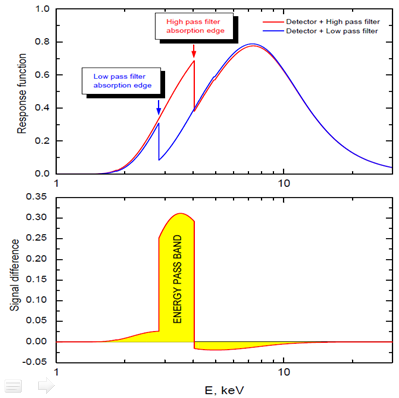 1.0
High pass filter
absorption edge
Detector + High pass filter
Detector + Low pass filter
0.8
Low pass filter
absorption edge
0.6
Response function
0.4
0.2
0.0
1
10
0.35
0.30
0.25
0.20
0.15
0.10
0.05
0.00
-0.05
Signal difference
ENERGY PASS BAND
1
10
E, keV